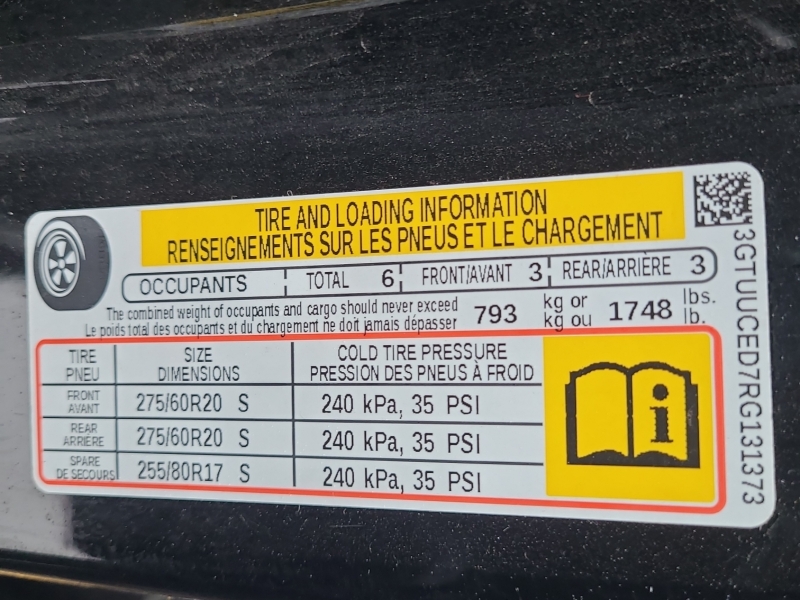 TIRE AND LOADING INFORMATION
RENSEIGNEMENTS SUR LES PNEUS ET LE CHARGEMENT
OCCUPANTS TOTAL 6 FRONT/AVANT 3 REAR/ARRIÈRE 3
The combined weight of occupants and cargo should never exceed 793 kg or 1748 lbs.
Le poids total des occupants et du chargement ne doit jamais dépasser kg ou lb.
TIRE SIZE COLD TIRE PRESSURE
PNEU DIMENSIONS PRESSION DES PNEUS À FROID
FRONT
AVANT 275/60R20 S 240 kPa, 35 PSI
REAR
ARRIÈRE 275/60R20 S 240 kPa, 35 PSI
SPARE
DE SECOURS 255/80R17 S 240 kPa, 35 PSI
i
3GTUUCED7RG131373